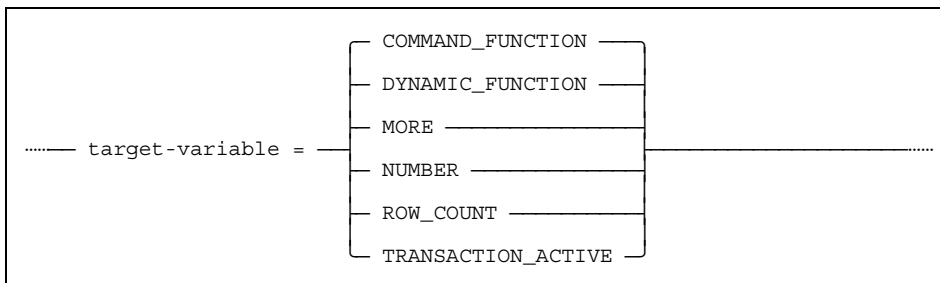 COMMAND_FUNCTION
DYNAMIC_FUNCTION
MORE
target-variable =
NUMBER
ROW_COUNT
TRANSACTION_ACTIVE